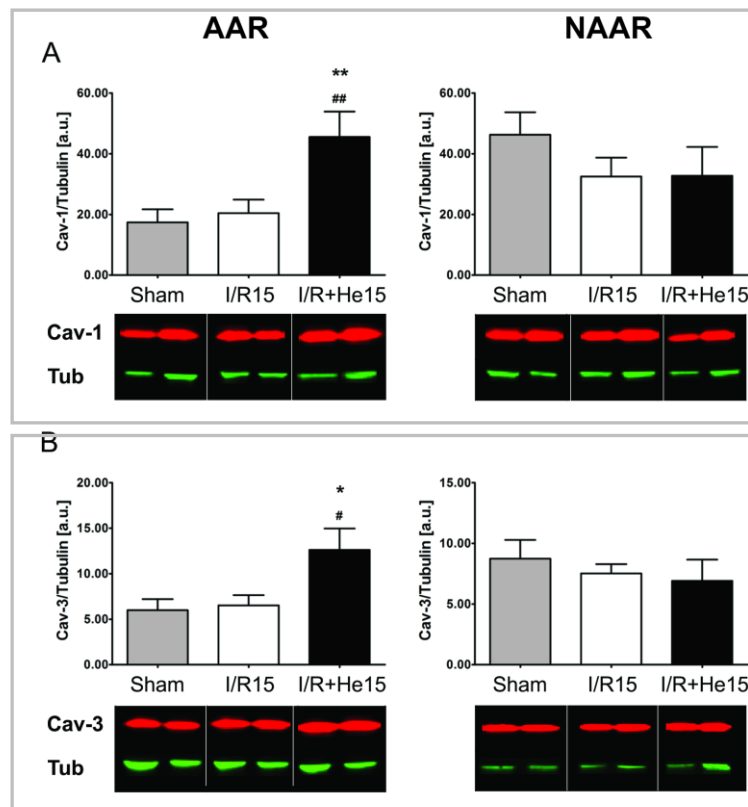 AAR
NAAR
A
**
##
Cav-1/Tubulin [a.u.]
60.00
40.00
20.00
0.00
Sham
I/R15
I/R+He15
Cav-1/Tubulin [a.u.]
60.00
40.00
20.00
0.00
Sham
I/R15
I/R+He15
Cav-1
Tub
B
*
#
Cav-3/Tubulin [a.u.]
20.00
15.00
10.00
5.00
0.00
Sham
I/R15
I/R+He15
Cav-3/Tubulin [a.u.]
15.00
10.00
5.00
0.00
Sham
I/R15
I/R+He15
Cav-3
Tub